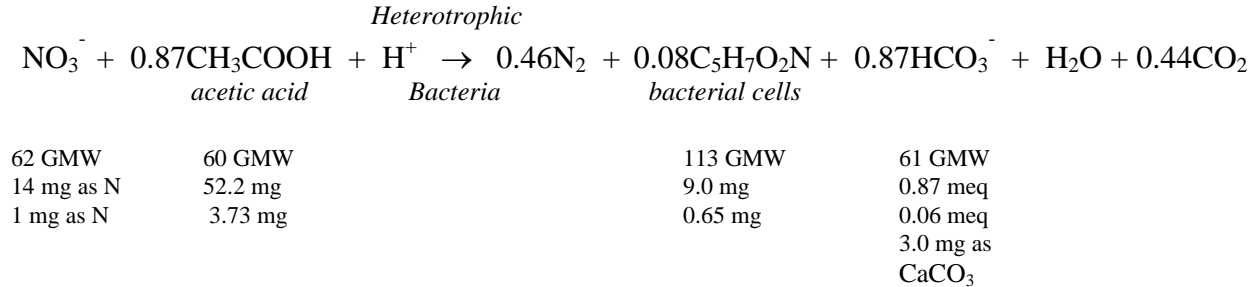 Heterotrophic
NO₃⁻ + 0.87CH₃COOH + H⁺ → 0.46N₂ + 0.08C₅H₇O₂N + 0.87HCO₃⁻ + H₂O + 0.44CO₂
acetic acid Bacteria bacterial cells
62 GMW 60 GMW 113 GMW 61 GMW
14 mg as N 52.2 mg 9.0 mg 0.87 meq
1 mg as N 3.73 mg 0.65 mg 0.06 meq
3.0 mg as
CaCO₃